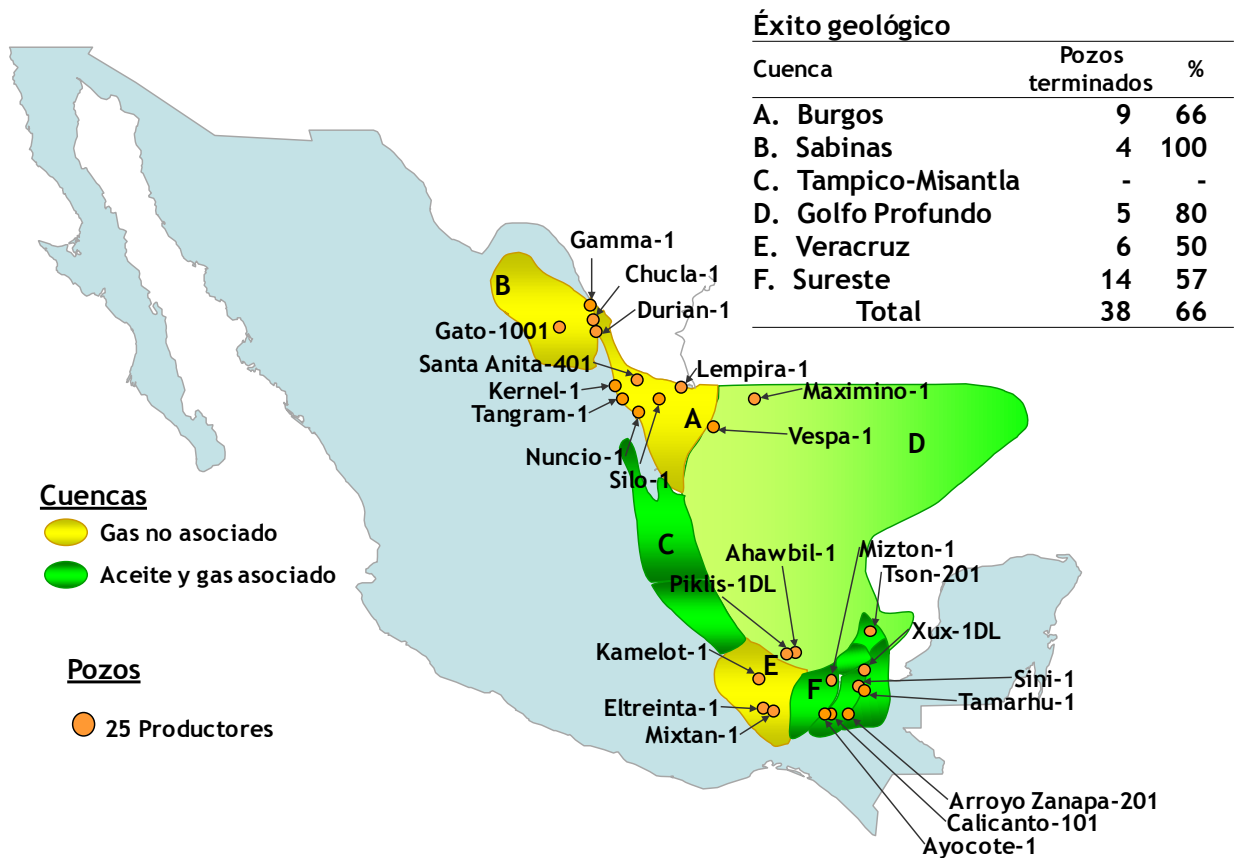 Éxito geológico
Cuenca Pozos terminados %
A. Burgos 9 66
B. Sabinas 4 100
C. Tampico-Misantla - -
D. Golfo Profundo 5 80
E. Veracruz 6 50
F. Sureste 14 57
Total 38 66
Gamma-1
Chucla-1
B
Durian-1
Gato-1001
Santa Anita-401
Lempira-1
Kernel-1
Maximino-1
Tangram-1
A
Vespa-1
D
Nuncio-1
Silo-1
Cuencas
Gas no asociado
Aceite y gas asociado
C
Ahawbil-1
Mizton-1
Piklis-1DL
Tson-201
Xux-1DL
Kamelot-1
E
Sini-1
F
Tamarhu-1
Pozos
25 Productores
Eltreinta-1
Mixtan-1
Arroyo Zanapa-201
Calicanto-101
Ayocote-1